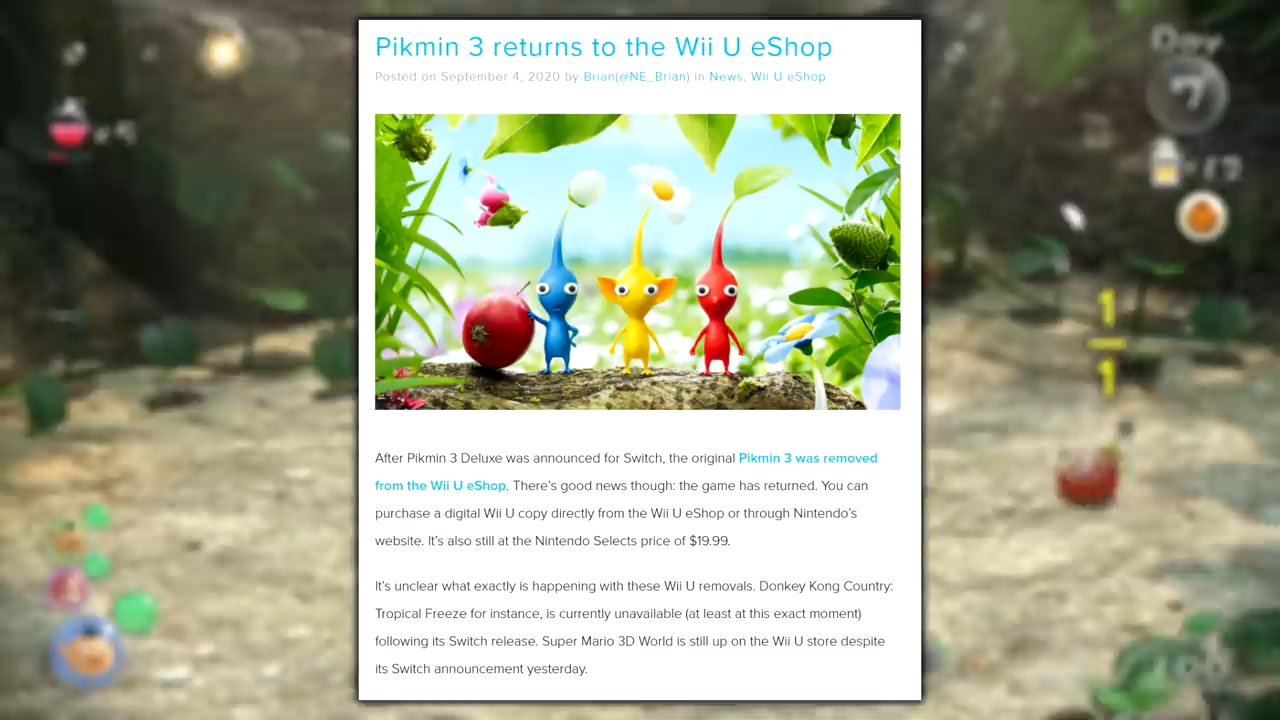 Pikmin 3 returns to the Wii U eShop
Posted on September 4, 2020 by Brian(@NE_Brian) in News, Wii U eShop
After Pikmin 3 Deluxe was announced for Switch, the original Pikmin 3 was removed
from the Wii U eShop. There's good news though: the game has returned. You can
purchase a digital Wii U copy directly from the Wii U eShop or through Nintendo's
website. It's also still at the Nintendo Selects price of $19.99.
It's unclear what exactly is happening with these Wii U removals. Donkey Kong Country:
Tropical Freeze for instance, is currently unavailable (at least at this exact moment)
following its Switch release. Super Mario 3D World is still up on the Wii U store despite
its Switch announcement yesterday.
Day
7
1
1